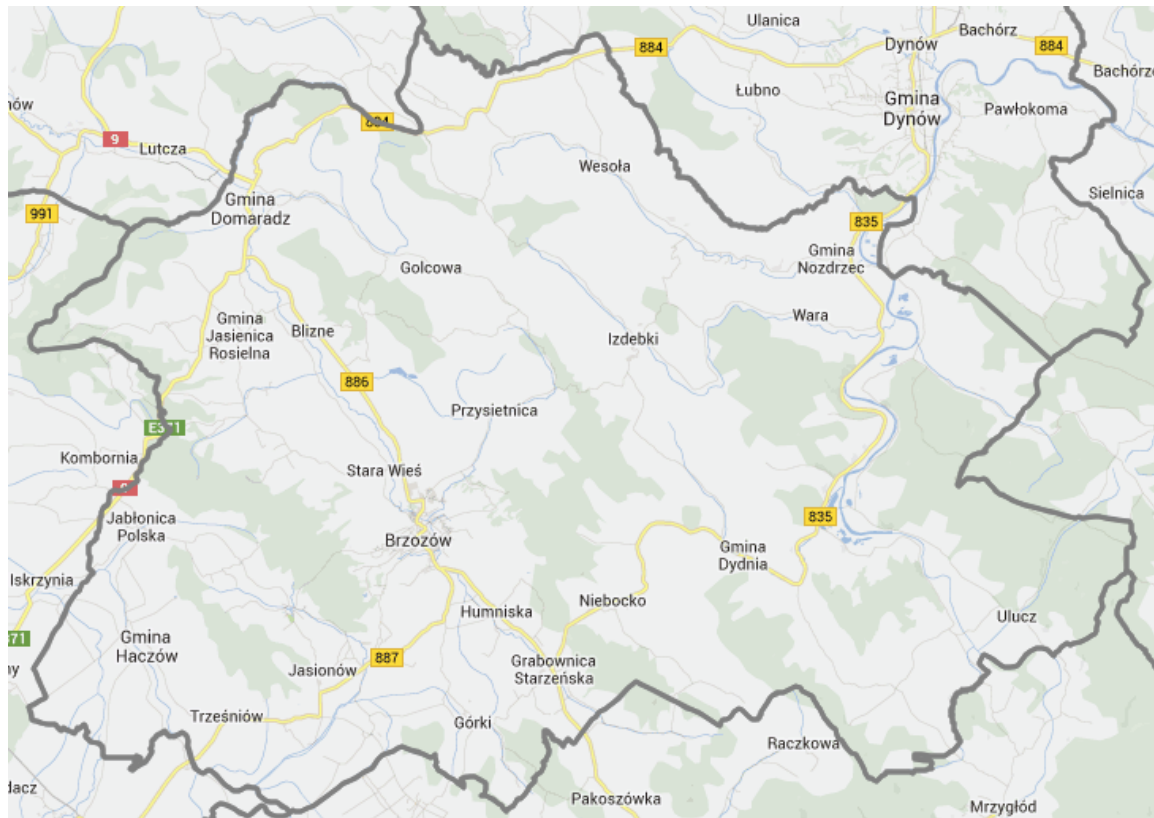 Ulanica
Bachórz
Dynów
884
884
Bachórze
Łubno
Gmina
Dynów
Pawłokoma
9
Lutcza
Wesoła
Sielnica
Gmina
Domaradz
991
835
Gmina
Nozdrzec
Golcowa
Gmina
Jasienica
Rosielna
Blizne
Wara
Izdebki
886
Przysietnica
Kombornia
Stara Wieś
Jabłonica
Polska
835
Brzozów
Gmina
Dydnia
Iskrzynia
Niebocko
Humniska
Ulucz
Gmina
Haczów
887
Jasionów
Grabownica
Starzeńska
Trześniów
Górki
Raczkowa
Pakoszówka
Mrzygłód